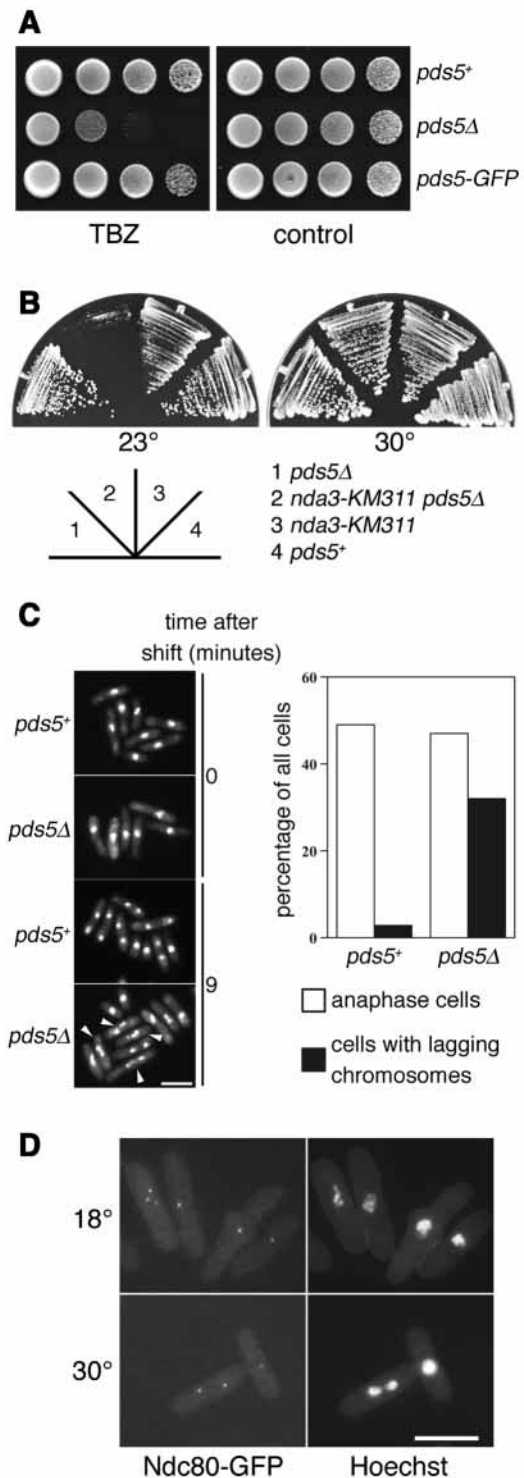 A
pds5+
pds5Δ
pds5-GFP
TBZ control
B
23° 30°
1 2 3 4
1 pds5Δ
2 nda3-KM311 pds5Δ
3 nda3-KM311
4 pds5+
C
time after
shift (minutes)
pds5+
pds5Δ
0
pds5+
pds5Δ
9
percentage of all cells
60
40
20
0
pds5+ pds5Δ
anaphase cells
cells with lagging
chromosomes
D
18°
30°
Ndc80-GFP Hoechst